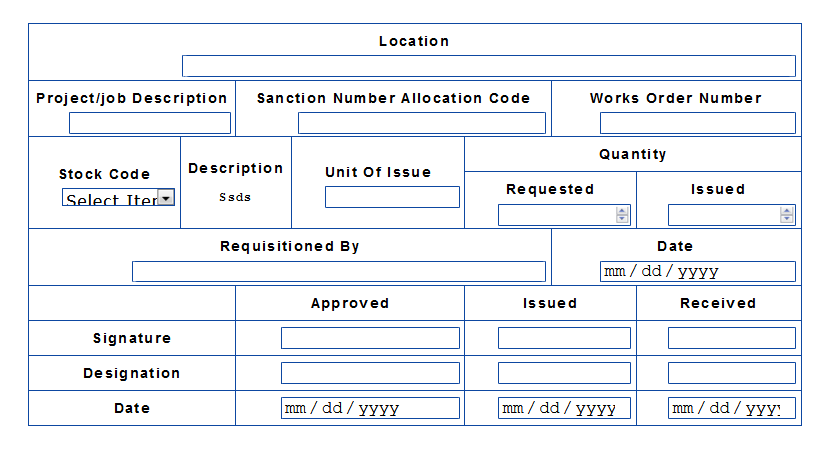 Location
Project/job Description Sanction Number Allocation Code Works Order Number
Quantity
Stock Code Description Unit Of Issue
Requested Issued
Select Iter Ssds
Requisitioned By Date
mm / dd / yyyy
Approved Issued Received
Signature
Designation
Date mm / dd / yyyy mm / dd / yyyy mm / dd / yyyy